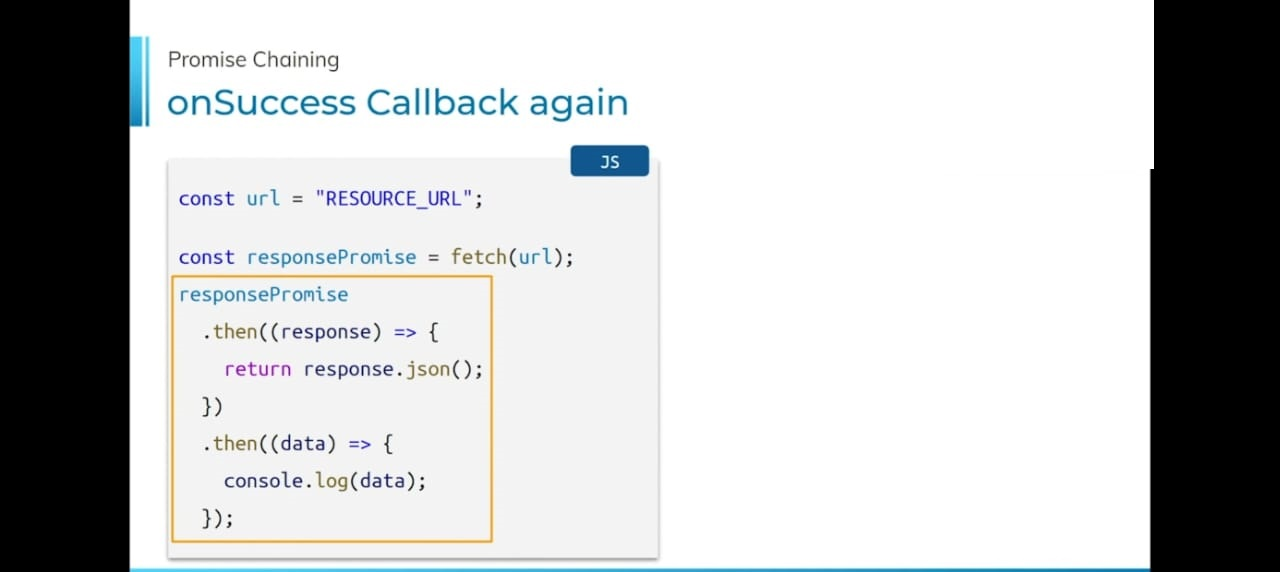 Promise Chaining
onSuccess Callback again
JS
const url = "RESOURCE_URL";
const responsePromise = fetch(url);
responsePromise
.then((response) => {
return response.json();
})
.then((data) => {
console.log(data);
});